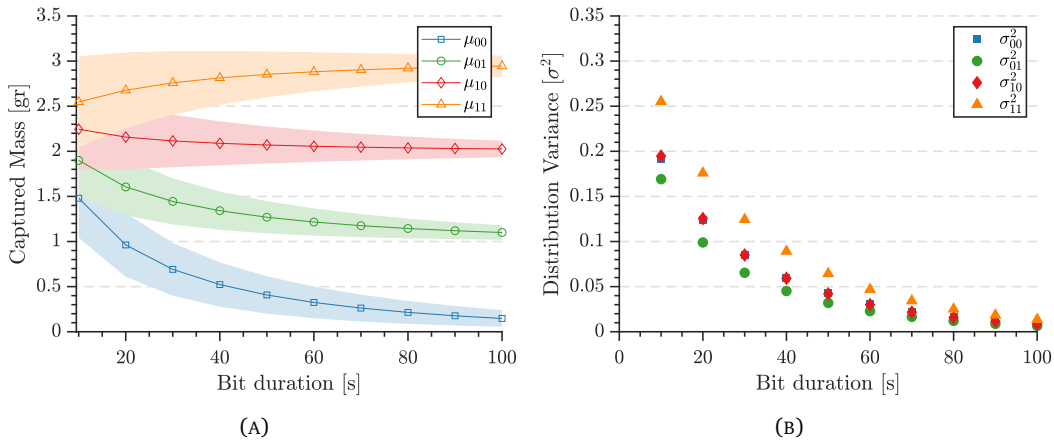 3.5
3
2.5
2
1.5
1
0.5
0
20 40 60 80 100
Captured Mass [gr]
Bit duration [s]
μ₀₀
μ₀₁
μ₁₀
μ₁₁
(A)
0.35
0.3
0.25
0.2
0.15
0.1
0.05
0
0 20 40 60 80 100
Distribution Variance [σ²]
Bit duration [s]
σ²₀₀
σ²₀₁
σ²₁₀
σ²₁₁
(B)